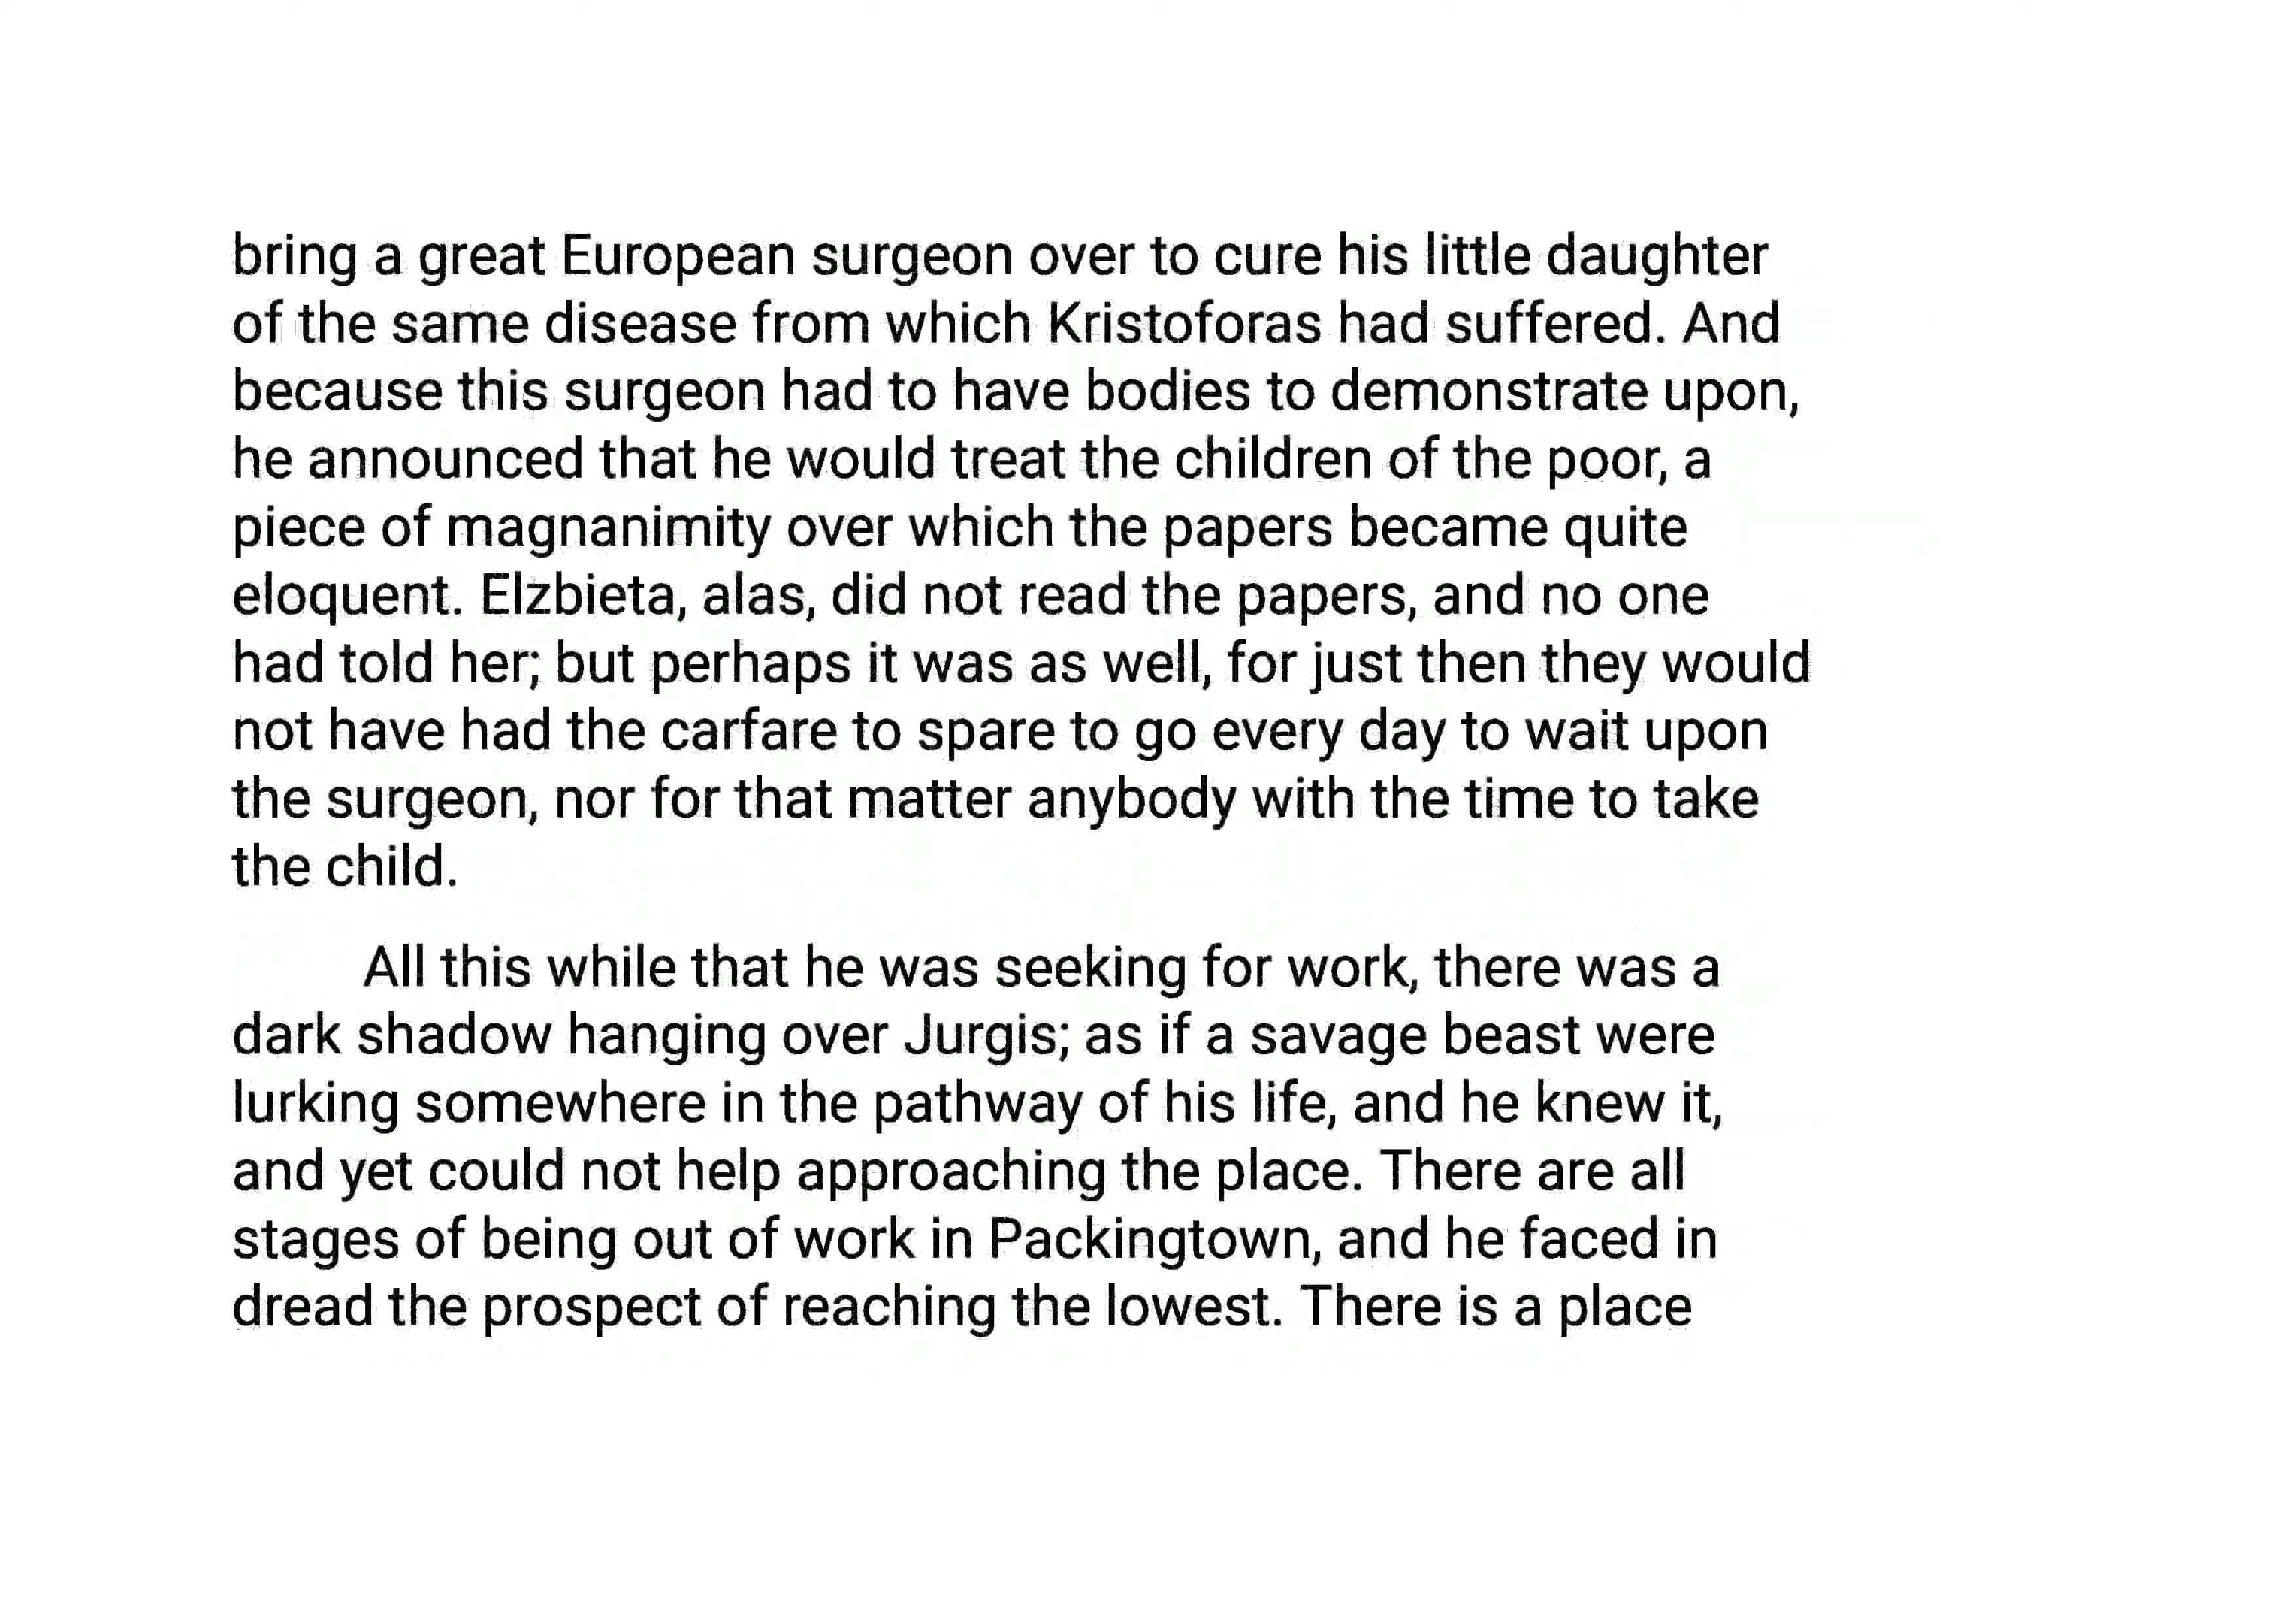 bring a great European surgeon over to cure his little daughter
of the same disease from which Kristoforas had suffered. And
because this surgeon had to have bodies to demonstrate upon,
he announced that he would treat the children of the poor, a
piece of magnanimity over which the papers became quite
eloquent. Elzbieta, alas, did not read the papers, and no one
had told her; but perhaps it was as well, for just then they would
not have had the carfare to spare to go every day to wait upon
the surgeon, nor for that matter anybody with the time to take
the child.
All this while that he was seeking for work, there was a
dark shadow hanging over Jurgis; as if a savage beast were
lurking somewhere in the pathway of his life, and he knew it,
and yet could not help approaching the place. There are all
stages of being out of work in Packingtown, and he faced in
dread the prospect of reaching the lowest. There is a place